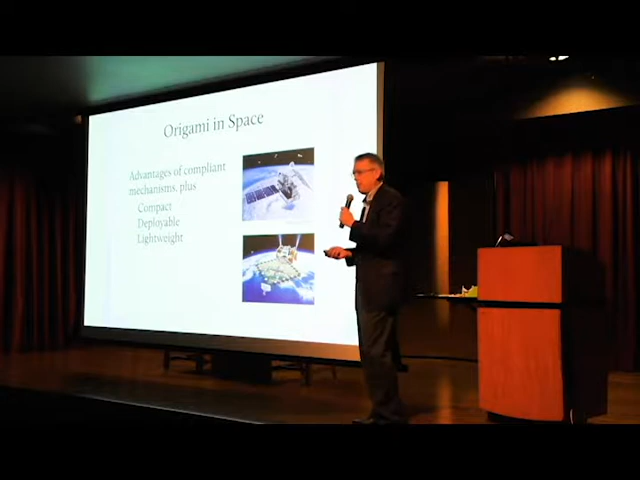 Origami in Space
Advantages of compliant
mechanisms, plus
Compact
Deployable
Lightweight